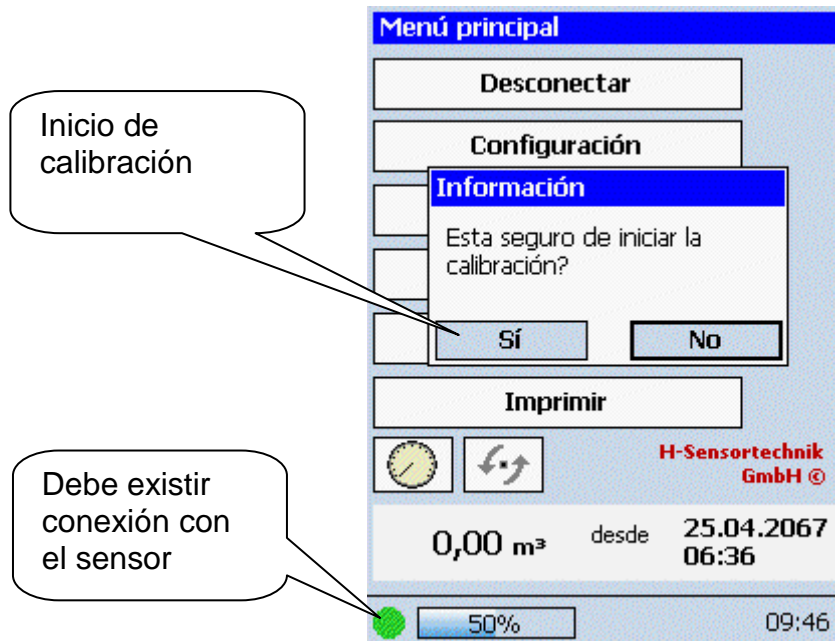 Menú principal
Desconectar
Inicio de
calibración
Configuración
Información
Esta seguro de iniciar la
calibración?
Sí
No
Imprimir
H-Sensortechnik
GmbH ©
Debe existir
conexión con
el sensor
0,00 m³ desde 25.04.2067
06:36
50%
09:46